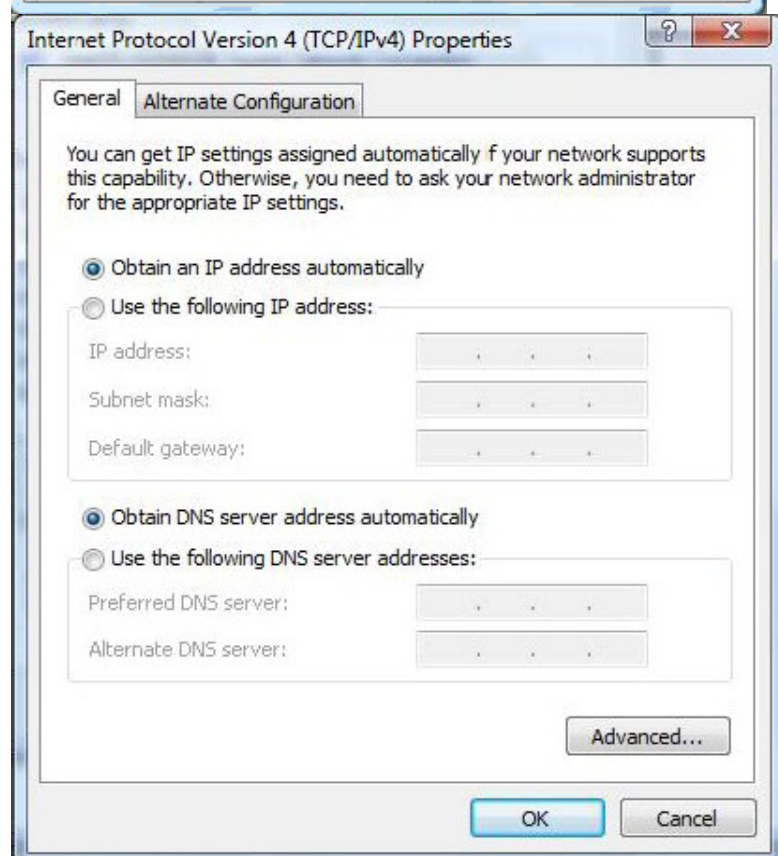 Internet Protocol Version 4 (TCP/IPv4) Properties
?
General
Alternate Configuration
You can get IP settings assigned automatically if your network supports
this capability. Otherwise, you need to ask your network administrator
for the appropriate IP settings.
Obtain an IP address automatically
Use the following IP address:
IP address:
Subnet mask:
Default gateway:
Obtain DNS server address automatically
Use the following DNS server addresses:
Preferred DNS server:
Alternate DNS server:
Advanced...
OK
Cancel